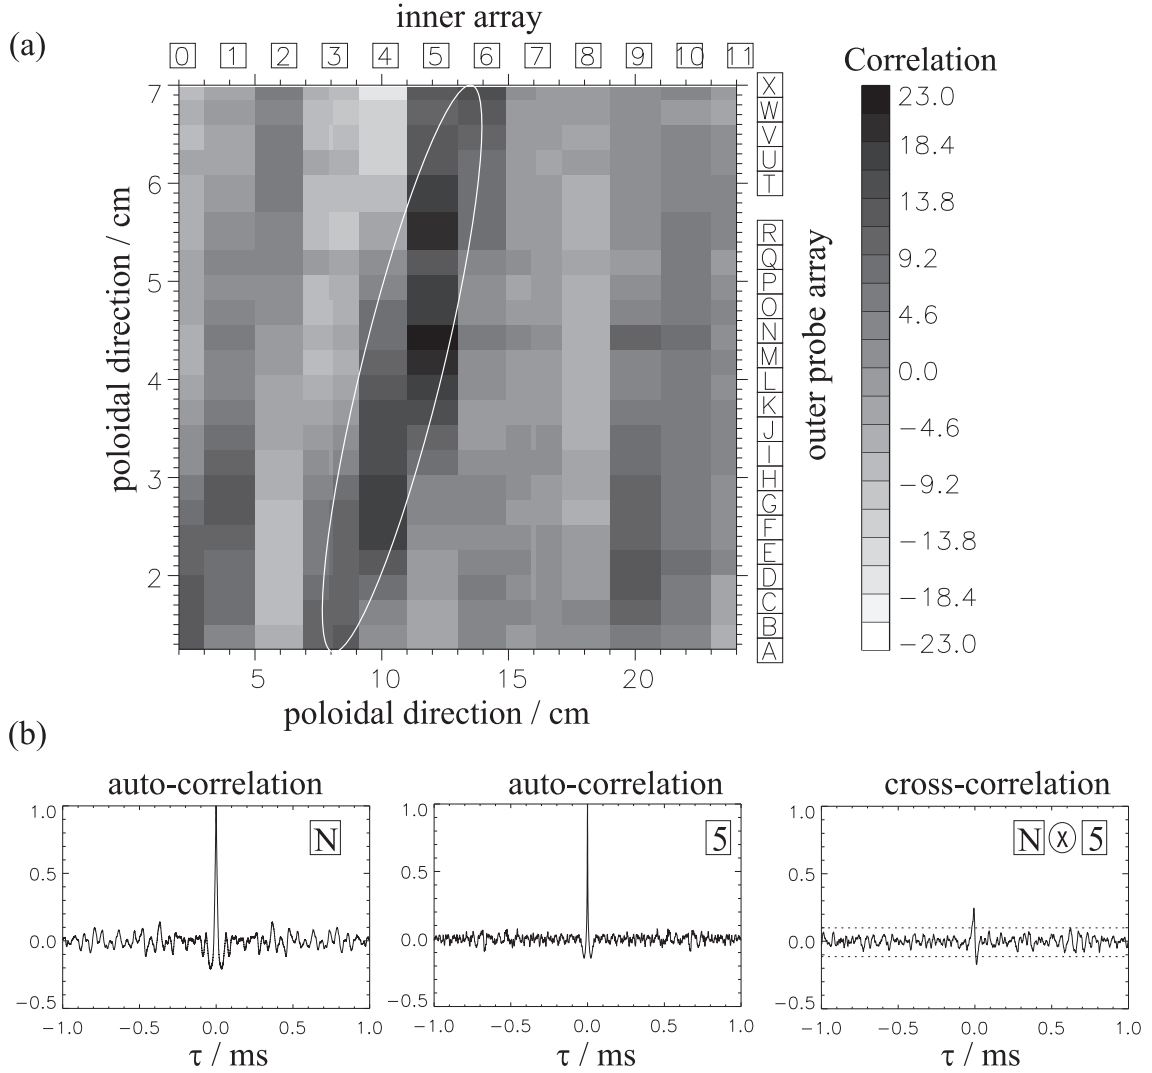 (a)
inner array
0 1 2 3 4 5 6 7 8 9 10 11
poloidal direction / cm
7
6
5
4
3
2
5 10 15 20
poloidal direction / cm
X
W
V
U
T
R
Q
P
O
N
M
L
K
J
I
H
G
F
E
D
C
B
A
outer probe array
Correlation
23.0
18.4
13.8
9.2
4.6
0.0
−4.6
−9.2
−13.8
−18.4
−23.0
(b)
auto-correlation
N
1.0
0.5
0.0
−0.5
−1.0 −0.5 0.0 0.5 1.0
τ / ms
auto-correlation
5
1.0
0.5
0.0
−0.5
−1.0 −0.5 0.0 0.5 1.0
τ / ms
cross-correlation
N x 5
1.0
0.5
0.0
−0.5
−1.0 −0.5 0.0 0.5 1.0
τ / ms